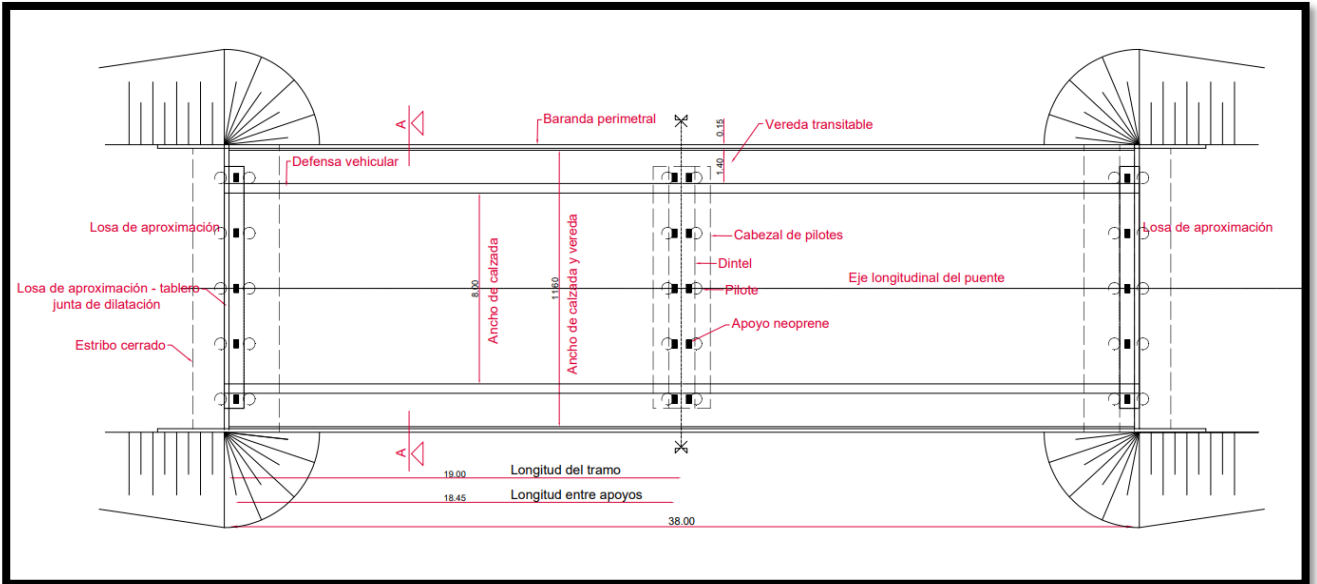 Baranda perimetral
0.15
Vereda transitable
A
Defensa vehicular
1.40
Losa de aproximación
Ancho de calzada
8.00
Ancho de calzada y vereda
1160
Cabezal de pilotes
Losa de aproximación
Dintel
Eje longitudinal del puente
Losa de aproximación - tablero
junta de dilatación
Pilote
Apoyo neoprene
Estribo cerrado
A
19.00
Longitud del tramo
18.45
Longitud entre apoyos
38.00